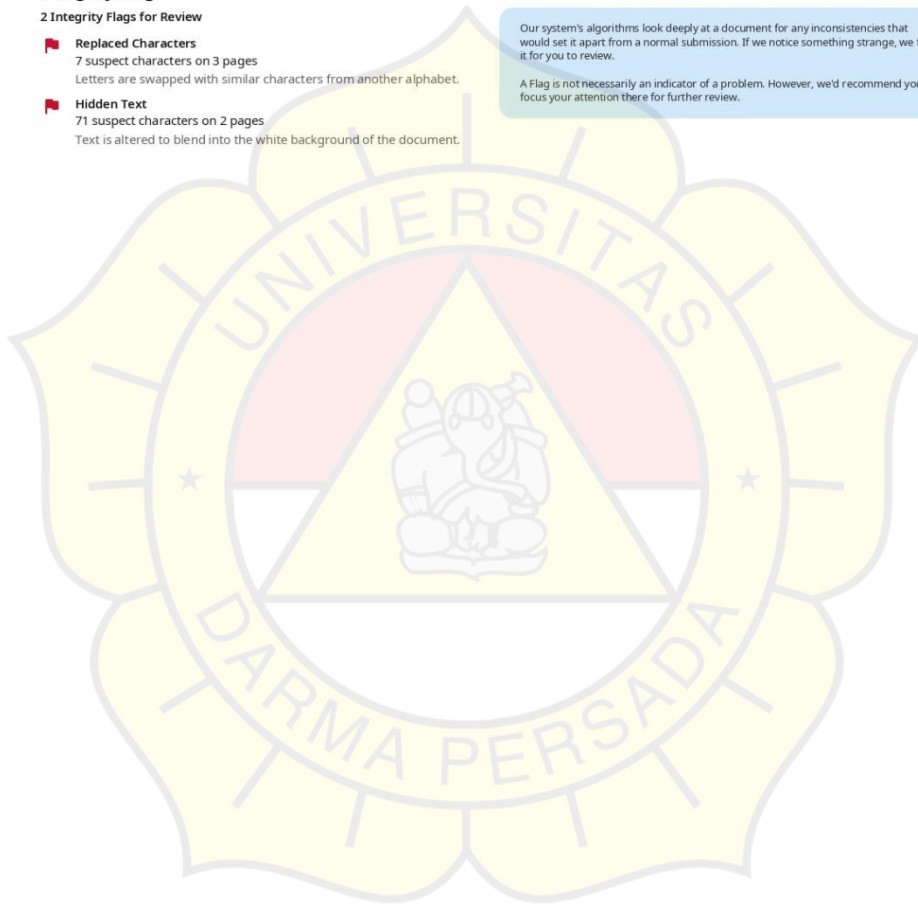 2 Integrity Flags for Review
Replaced Characters
7 suspect characters on 3 pages
Letters are swapped with similar characters from another alphabet.
Hidden Text
71 suspect characters on 2 pages
Text is altered to blend into the white background of the document.
Our system's algorithms look deeply at a document for any inconsistencies that
would set it apart from a normal submission. If we notice something strange, we
it for you to review.
A Flag is not necessarily an indicator of a problem. However, we'd recommend
focus your attention there for further review.
UNIVERSITAS
DARMA PERSADA